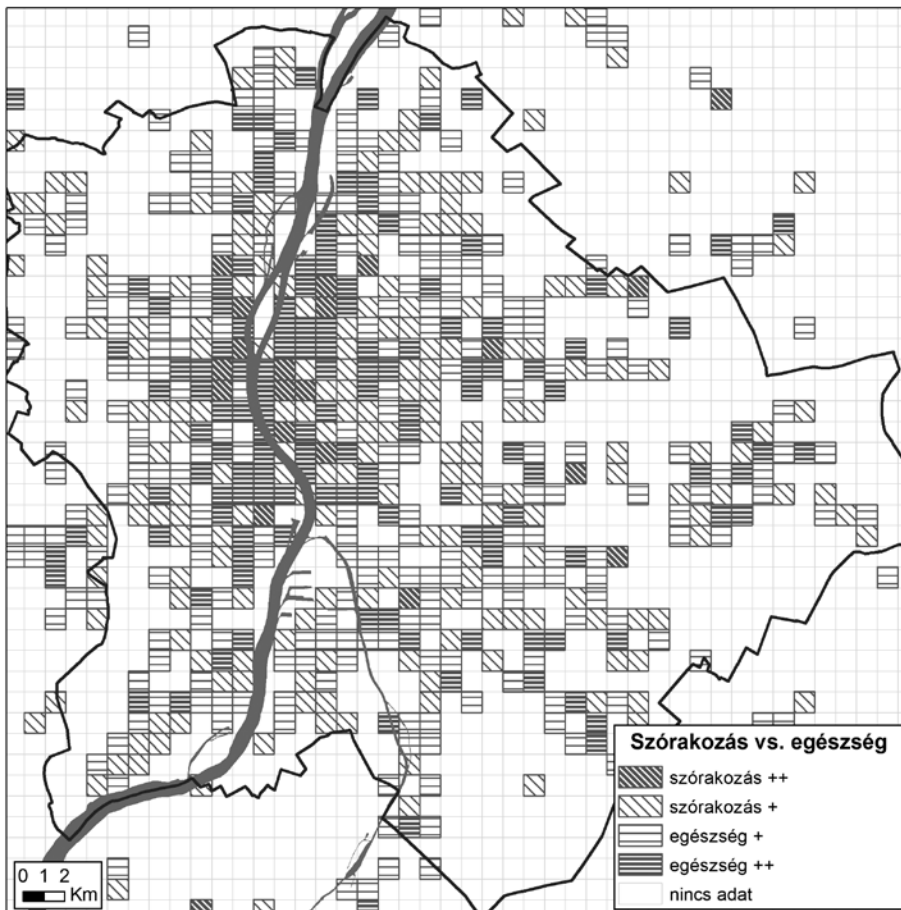 Szórakozás vs. egészség
szórakozás ++
szórakozás +
egészség +
egészség ++
nincs adat
0 1 2
Km